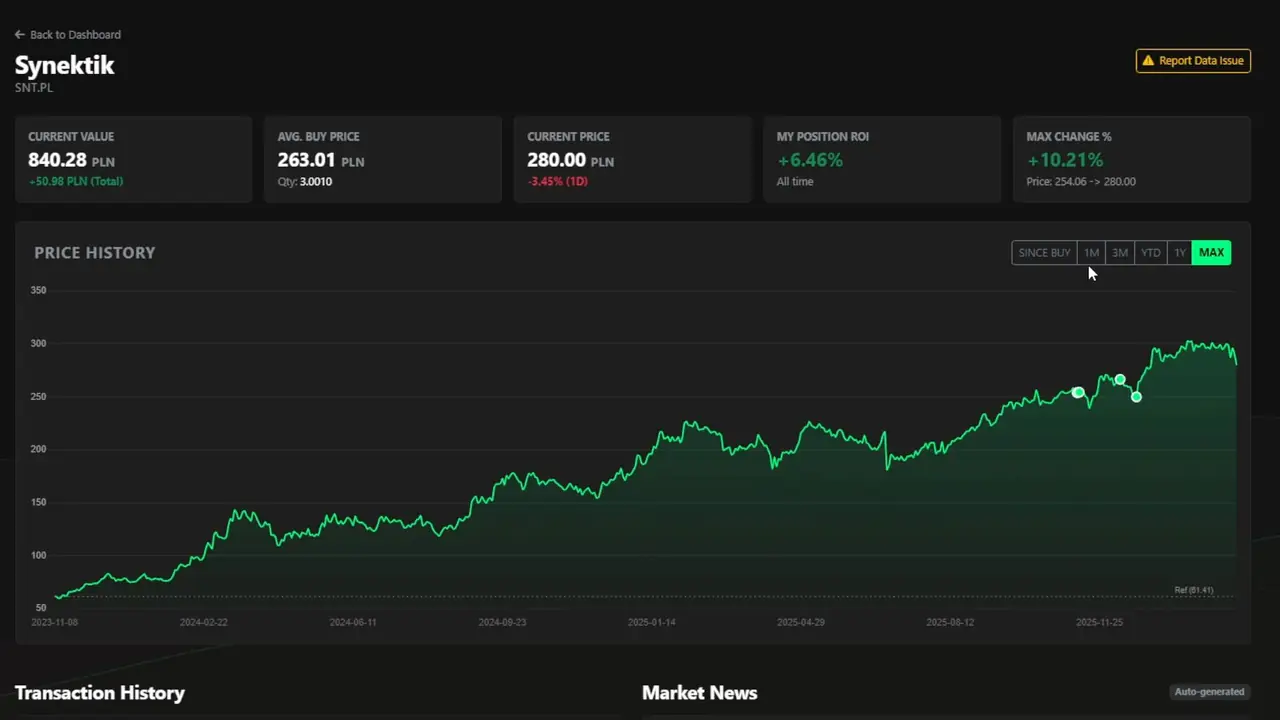 Back to Dashboard
Synektik
SNT.PL
Report Data Issue
CURRENT VALUE
840.28 PLN
+50.98 PLN (Total)
AVG. BUY PRICE
263.01 PLN
Qty: 3.0010
CURRENT PRICE
280.00 PLN
-3.45% (1D)
MY POSITION ROI
+6.46%
All time
MAX CHANGE %
+10.21%
Price: 254.06 -> 280.00
PRICE HISTORY
SINCE BUY 1M 3M YTD 1Y MAX
350
300
250
200
150
100
50
Ref (61.41)
2023-11-08 2024-02-22 2024-06-11 2024-09-23 2025-01-14 2025-04-29 2025-08-12 2025-11-25
Transaction History
Market News
Auto-generated